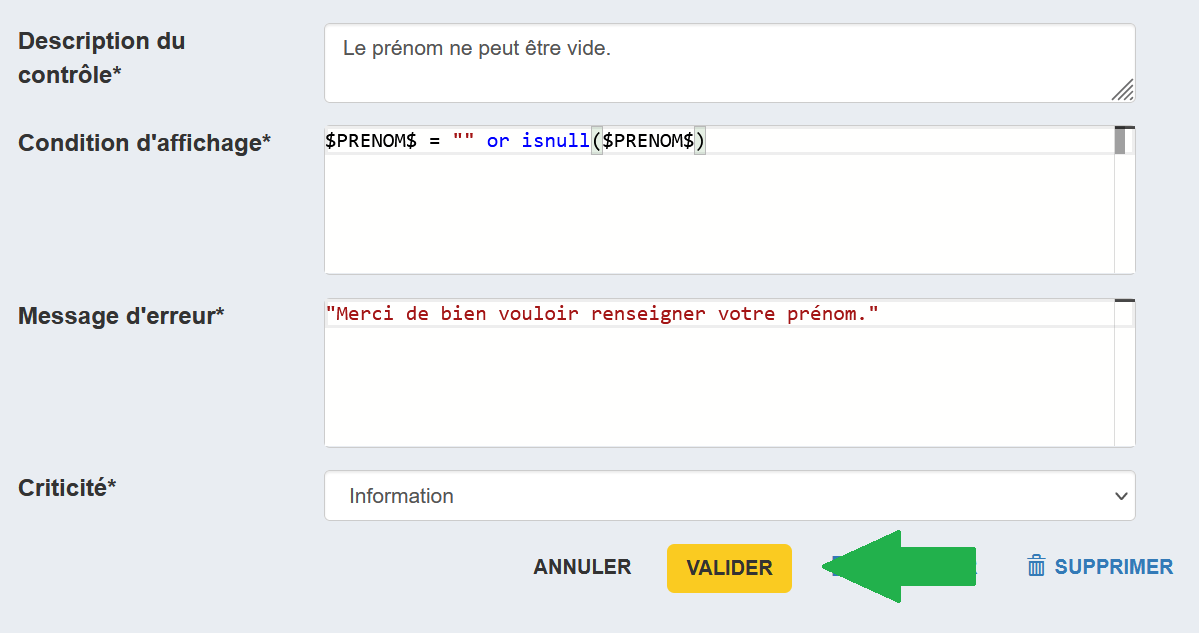 Description du
contrôle*
Le prénom ne peut être vide.
Condition d'affichage*
$PRENOM$ = "" or isnull($PRENOM$)
Message d'erreur*
"Merci de bien vouloir renseigner votre prénom."
Criticité*
Information
ANNULER
VALIDER
SUPPRIMER